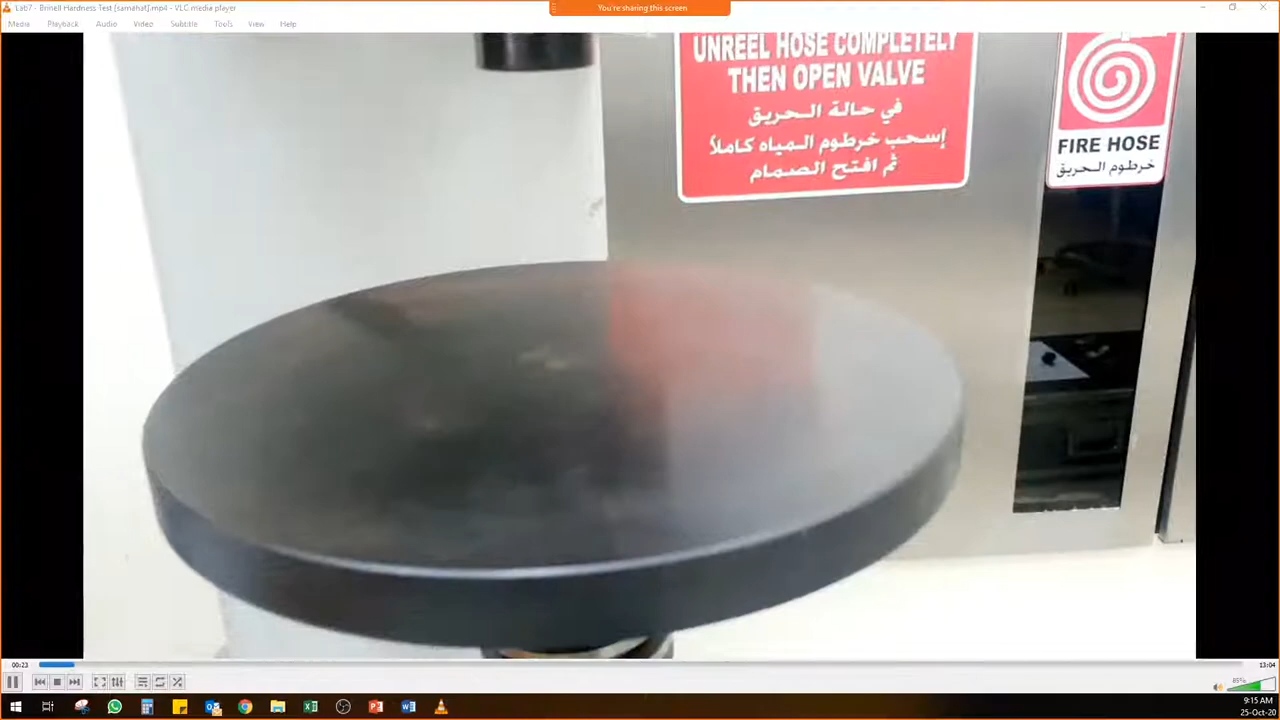 Lab7 - Brinell Hardness Test [samahat].mp4 - VLC media player
You're sharing this screen
Media Playback Audio Video Subtitle Tools View Help
UNREEL HOSE COMPLETELY
THEN OPEN VALVE
في حالة الحريق
إسحب خرطوم المياه كاملاً
ثم افتح الصمام
FIRE HOSE
خرطوم الحريق
00:23
13:04
85%
9:15 AM
25-Oct-20